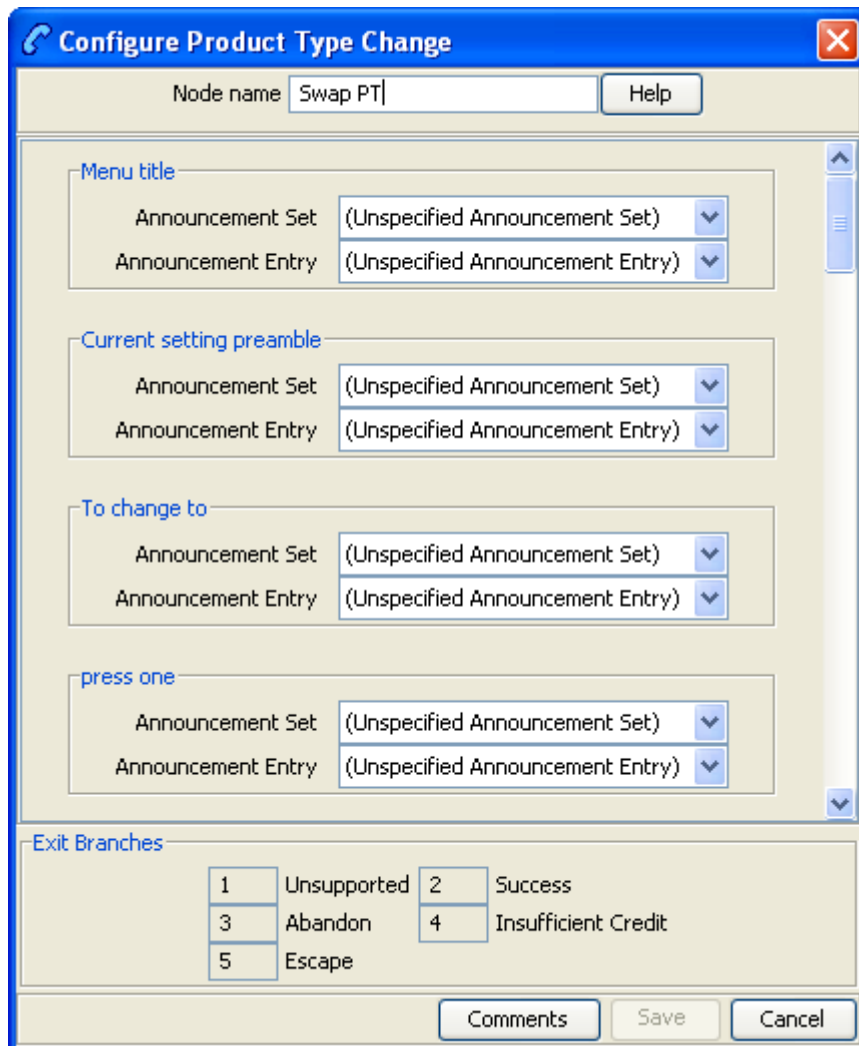 Configure Product Type Change
Node name Swap PT Help
Menu title
Announcement Set (Unspecified Announcement Set)
Announcement Entry (Unspecified Announcement Entry)
Current setting preamble
Announcement Set (Unspecified Announcement Set)
Announcement Entry (Unspecified Announcement Entry)
To change to
Announcement Set (Unspecified Announcement Set)
Announcement Entry (Unspecified Announcement Entry)
press one
Announcement Set (Unspecified Announcement Set)
Announcement Entry (Unspecified Announcement Entry)
Exit Branches
1 Unsupported 2 Success
3 Abandon 4 Insufficient Credit
5 Escape
Comments Save Cancel